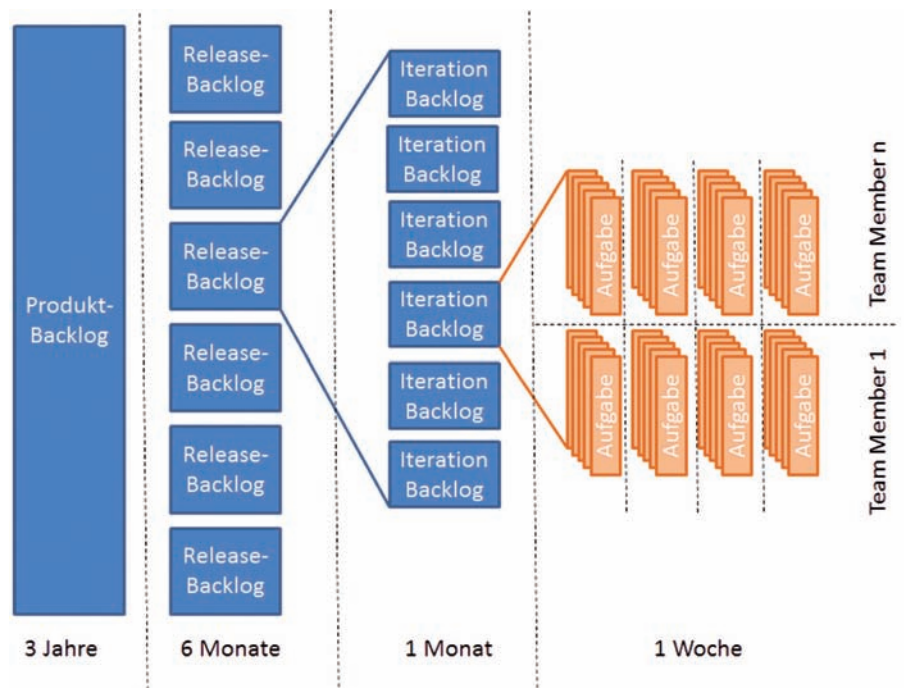 Produkt-
Backlog
Release-
Backlog
Release-
Backlog
Release-
Backlog
Release-
Backlog
Release-
Backlog
Release-
Backlog
Iteration
Backlog
Iteration
Backlog
Iteration
Backlog
Iteration
Backlog
Iteration
Backlog
Iteration
Backlog
Aufgabe
Aufgabe
Aufgabe
Aufgabe
Team Member n
Aufgabe
Aufgabe
Aufgabe
Aufgabe
Team Member 1
3 Jahre
6 Monate
1 Monat
1 Woche